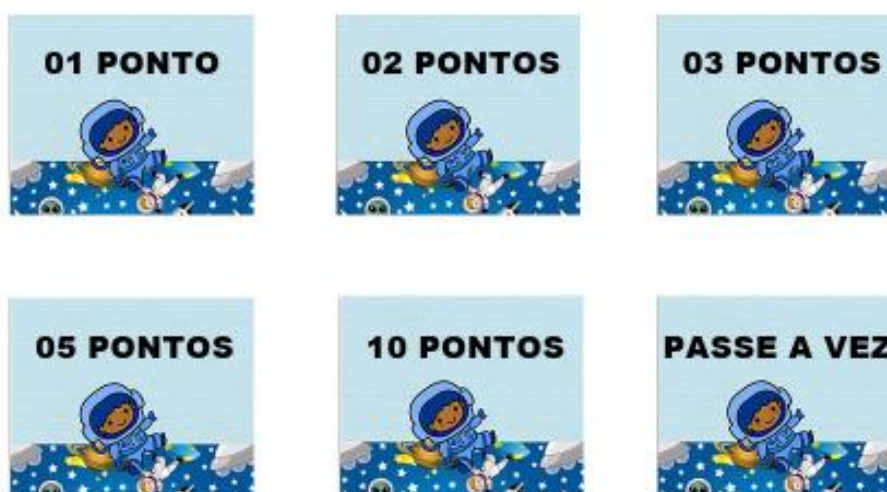 01 PONTO
02 PONTOS
03 PONTOS
05 PONTOS
10 PONTOS
PASSE A VEZ